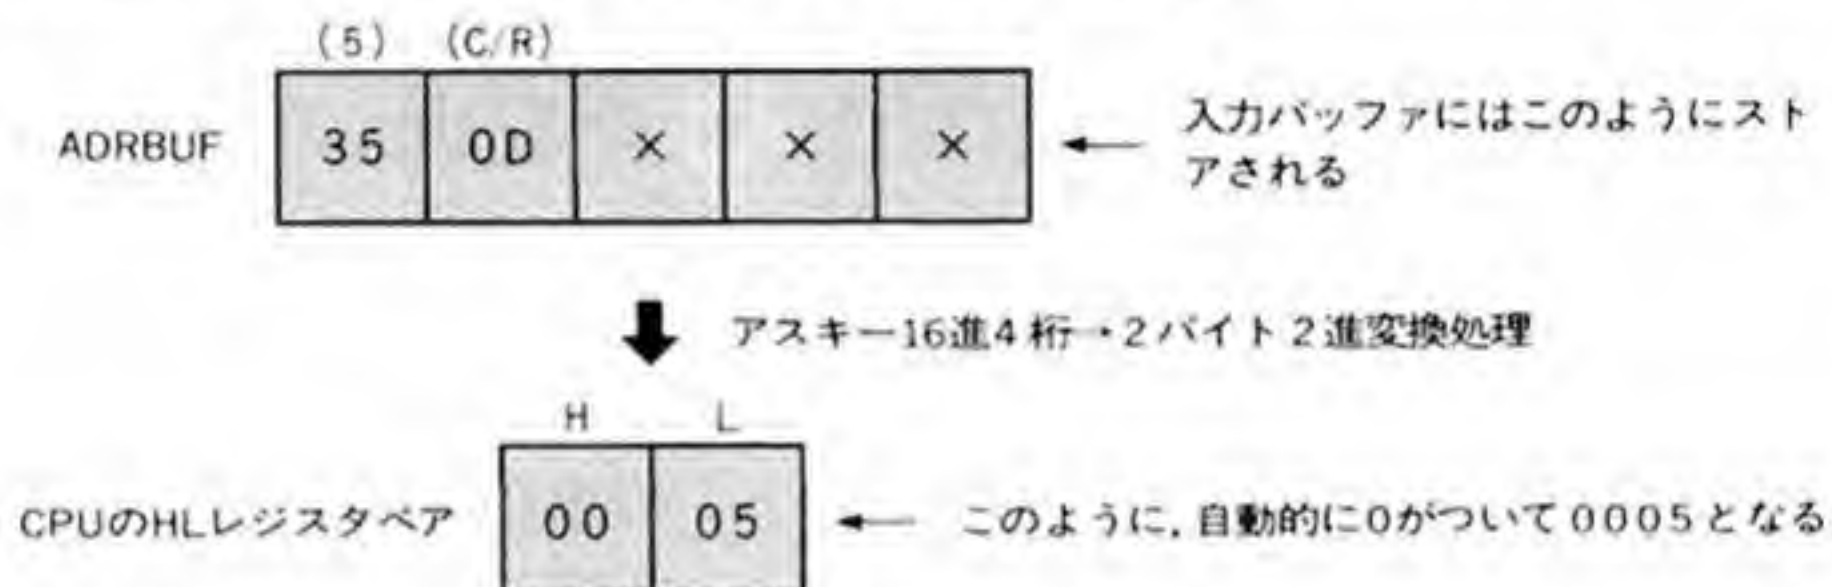 (5) (C/R)
ADRBUF 35 0D × × × ← 入力バッファにはこのようにスト
アされる
アスキー16進4桁→2バイト2進変換処理
H L
CPUのHLレジスタペア 00 05 ← このように,自動的に0がついて0005となる